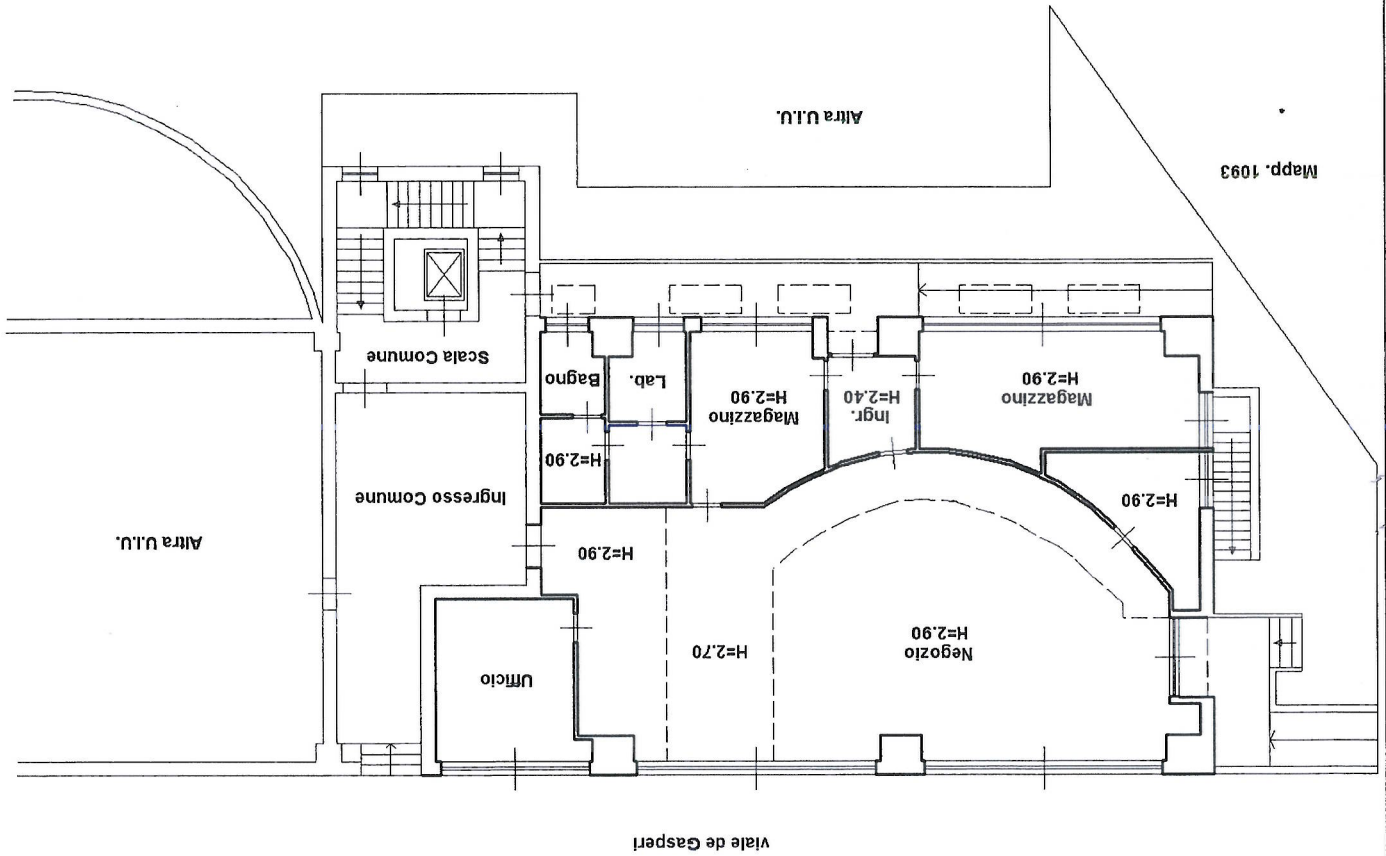 viale de Gasperi
Ufficio
H=2.70
Negozio
H=2.90
H=2.90
Altra U.I.U.
Ingresso Comune
H=2.90
H=2.90
Magazzino
H=2.90
Ingr.
H=2.40
Magazzino
H=2.90
Lab.
Bagno
Scala Comune
Mapp. 1093
Altra U.I.U.